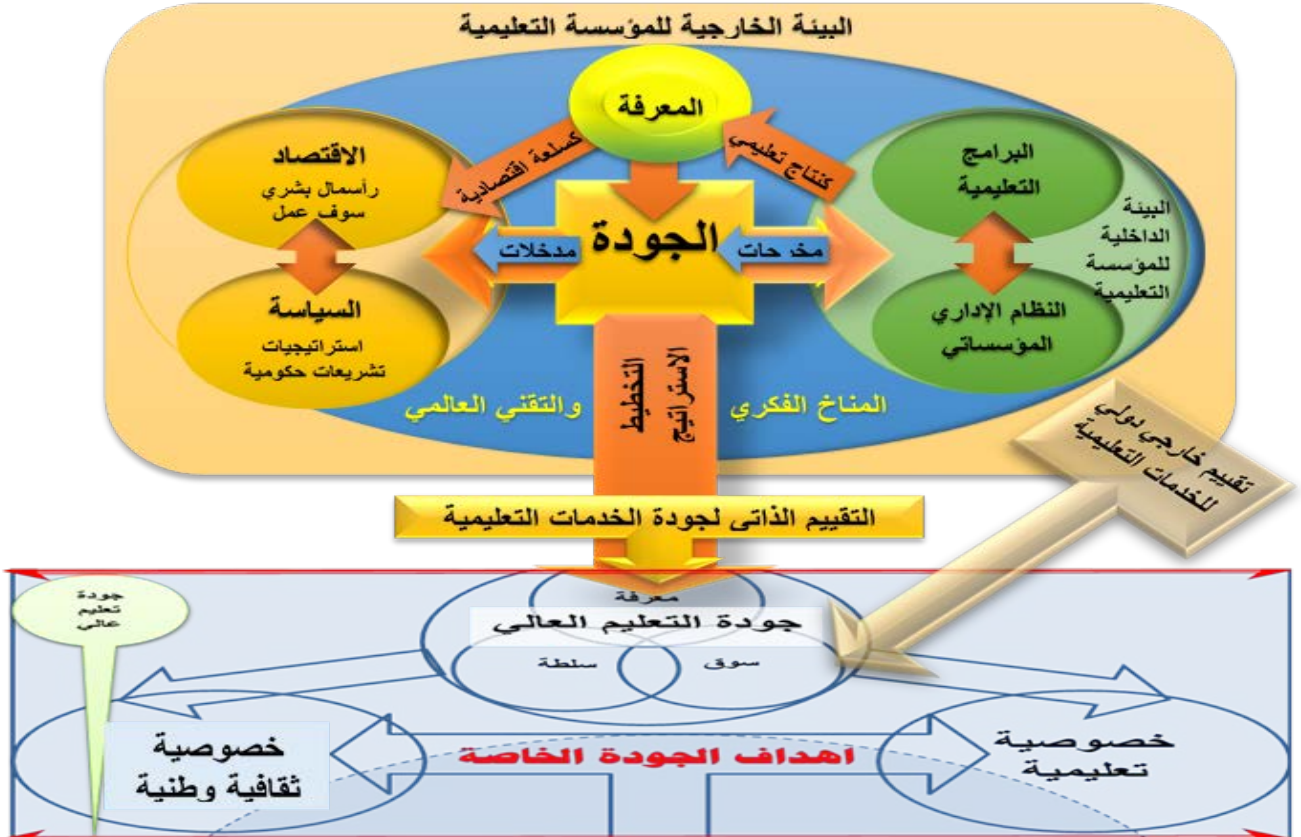 البيئة الخارجية للمؤسسة التعليمية
المعرفة
كنتاج تعليمي
كسلعة اقتصادية
البرامج
التعليمية
البيئة
الداخلية
للمؤسسة
التعليمية
النظام الإداري
المؤسساتي
الاقتصاد
رأسمال بشري
سوف عمل
السياسة
استراتيجيات
تشريعات حكومية
الجودة
مخرجات
مدخلات
المناخ الفكري
والتقني العالمي
التخطيط
الاستراتيج
تقييم خارجي دولي
للخدمات التعليمية
التقييم الذاتى لجودة الخدمات التعليمية
جودة
تعليم
عالي
معرفة
جودة التعليم العالي
سوق
سلطة
خصوصية
تعليمية
اهداف الجودة الخاصة
خصوصية
ثقافية وطنية